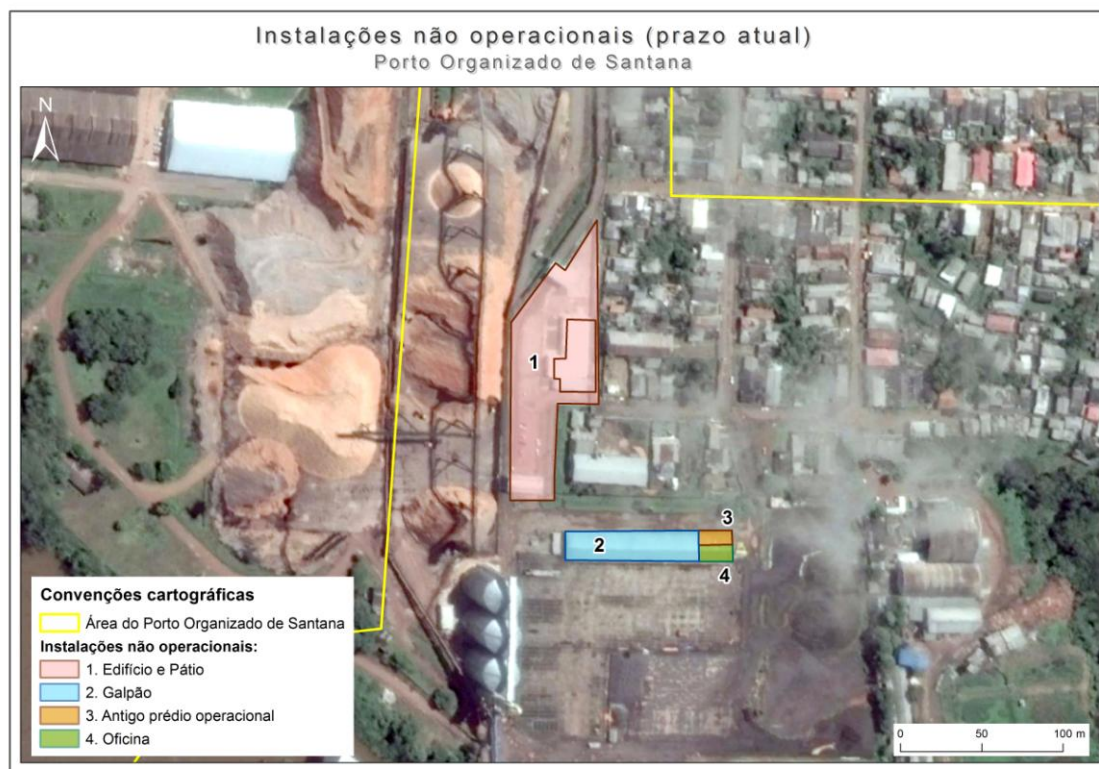 Instalações não operacionais (prazo atual)
Porto Organizado de Santana
N
1
3
2
4
Convenções cartográficas
Área do Porto Organizado de Santana
Instalações não operacionais:
1. Edifício e Pátio
2. Galpão
3. Antigo prédio operacional
4. Oficina
0 50 100 m